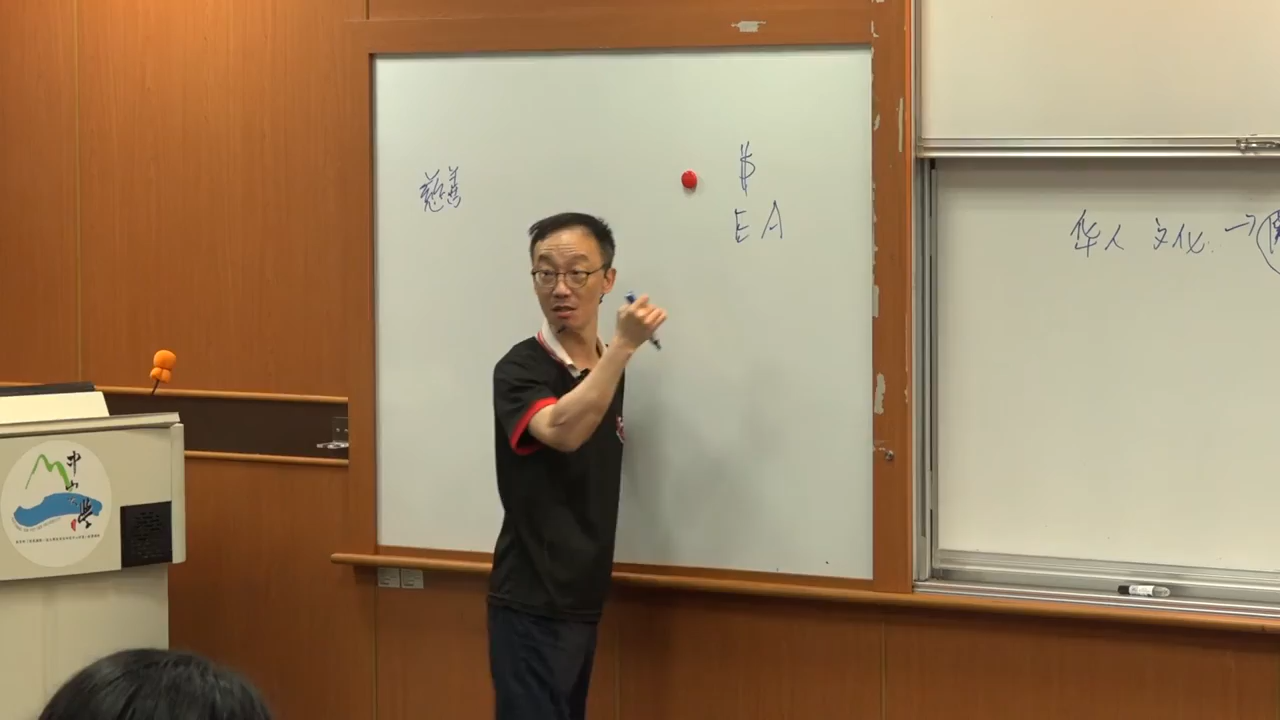 慈善
$
EA
华人 文化 →
中山大學